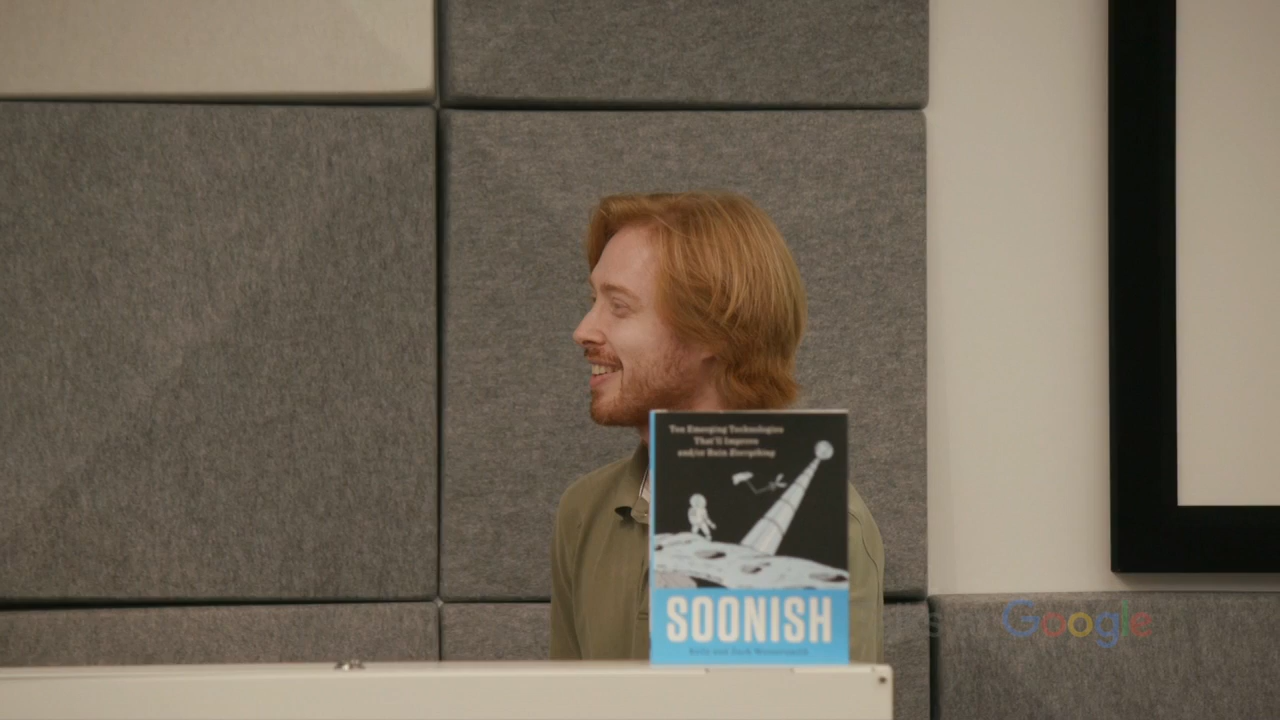 Ten Emerging Technologies
That'll Improve
and/or Ruin Everything
SOONISH
Kelly and Zach Weinersmith
Google